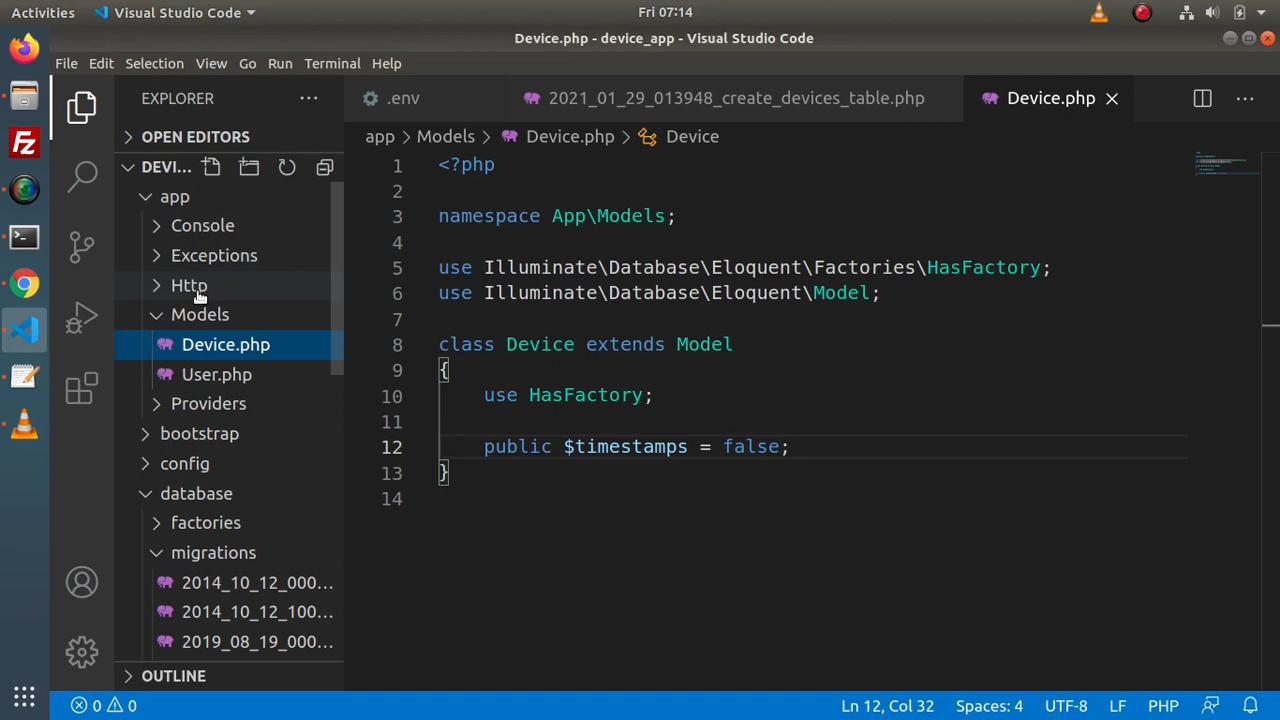 Activities
Visual Studio Code
Fri 07:14
Device.php - device_app - Visual Studio Code
File Edit Selection View Go Run Terminal Help
EXPLORER
OPEN EDITORS
DEVI...
app
Console
Exceptions
Http
Models
Device.php
User.php
Providers
bootstrap
config
database
factories
migrations
2014_10_12_000...
2014_10_12_100...
2019_08_19_000...
OUTLINE
.env
2021_01_29_013948_create_devices_table.php
Device.php
app > Models > Device.php > Device
1 <?php
2
3 namespace App\Models;
4
5 use Illuminate\Database\Eloquent\Factories\HasFactory;
6 use Illuminate\Database\Eloquent\Model;
7
8 class Device extends Model
9 {
10 use HasFactory;
11
12 public $timestamps = false;
13 }
14
0 0
Ln 12, Col 32
Spaces: 4
UTF-8
LF
PHP
Fz